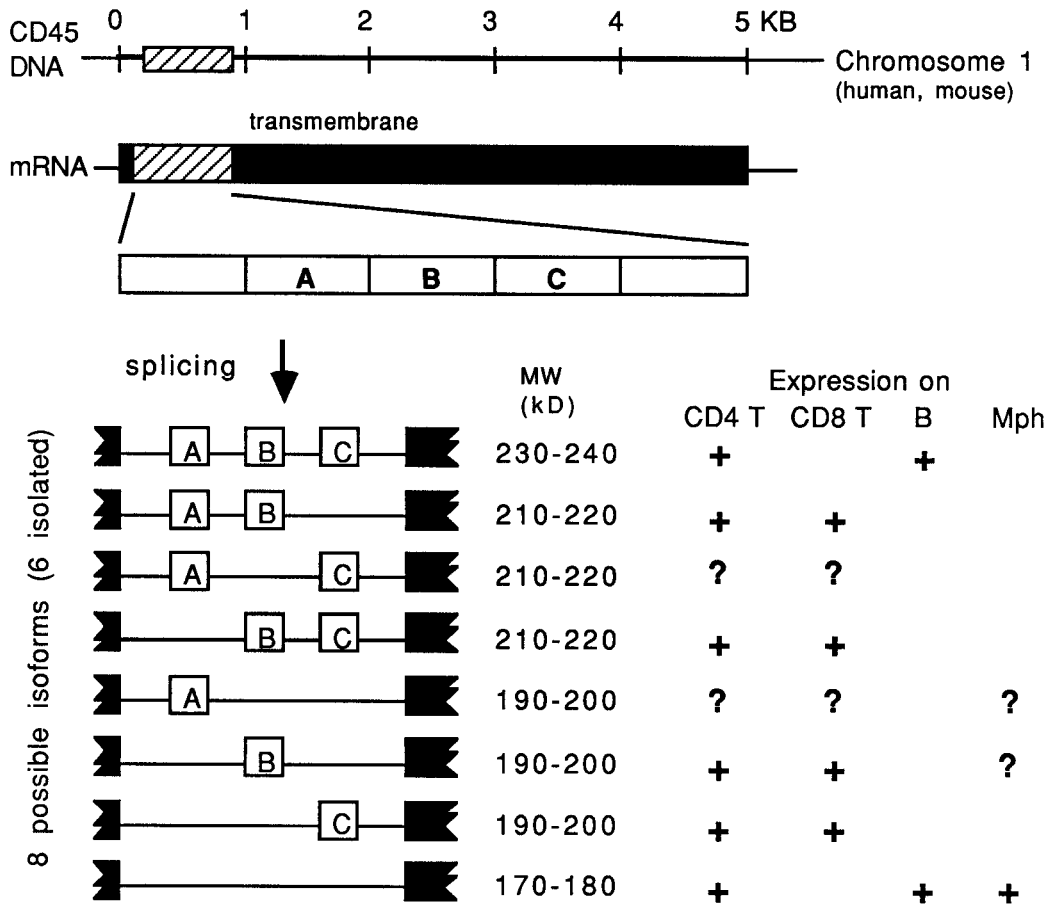 0 1 2 3 4 5 KB
CD45
DNA
Chromosome 1
(human, mouse)
transmembrane
mRNA
A B C
splicing
MW
(kD)
Expression on
CD4 T CD8 T B Mph
8 possible isoforms (6 isolated)
A B C 230-240 + +
A B 210-220 + +
A C 210-220 ? ?
B C 210-220 + +
A 190-200 ? ? ?
B 190-200 + + ?
C 190-200 + +
170-180 + + +